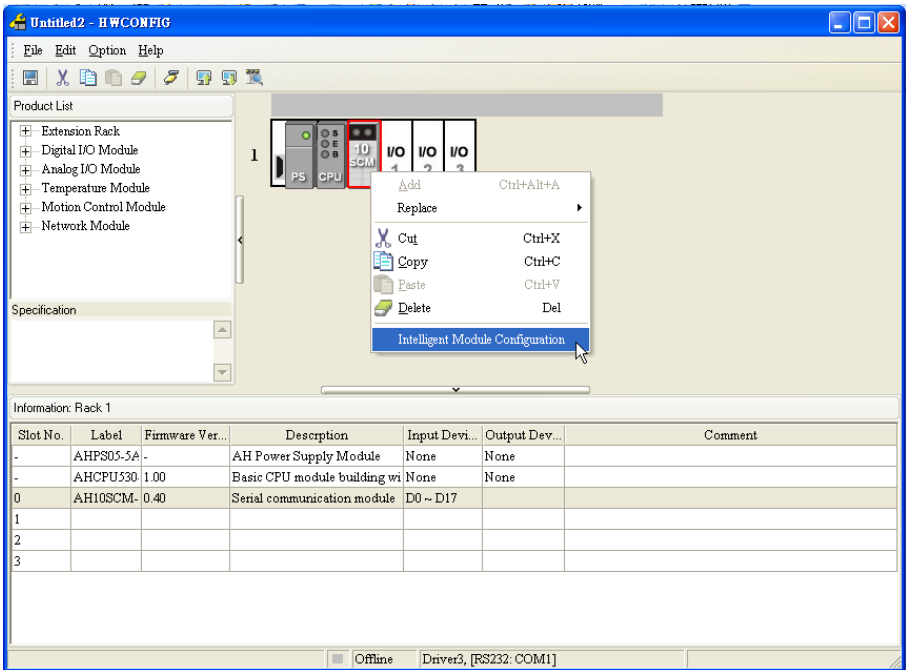 Untitled2 - HWCONFIG
File Edit Option Help
Product List
Extension Rack
Digital I/O Module
Analog I/O Module
Temperature Module
Motion Control Module
Network Module
Specification
1
PS
CPU
S
E
B
10
SCM
I/O
1
I/O
2
I/O
3
Add Ctrl+Alt+A
Replace
Cut Ctrl+X
Copy Ctrl+C
Paste Ctrl+V
Delete Del
Intelligent Module Configuration
Information: Rack 1
Slot No. Label Firmware Ver... Descrption Input Devi... Output Dev... Comment
- AHPS05-5A - AH Power Supply Module None None
- AHCPU530- 1.00 Basic CPU module building wi None None
0 AH10SCM- 0.40 Serial communication module D0 ~ D17
1
2
3
Offline Driver3, [RS232: COM1]